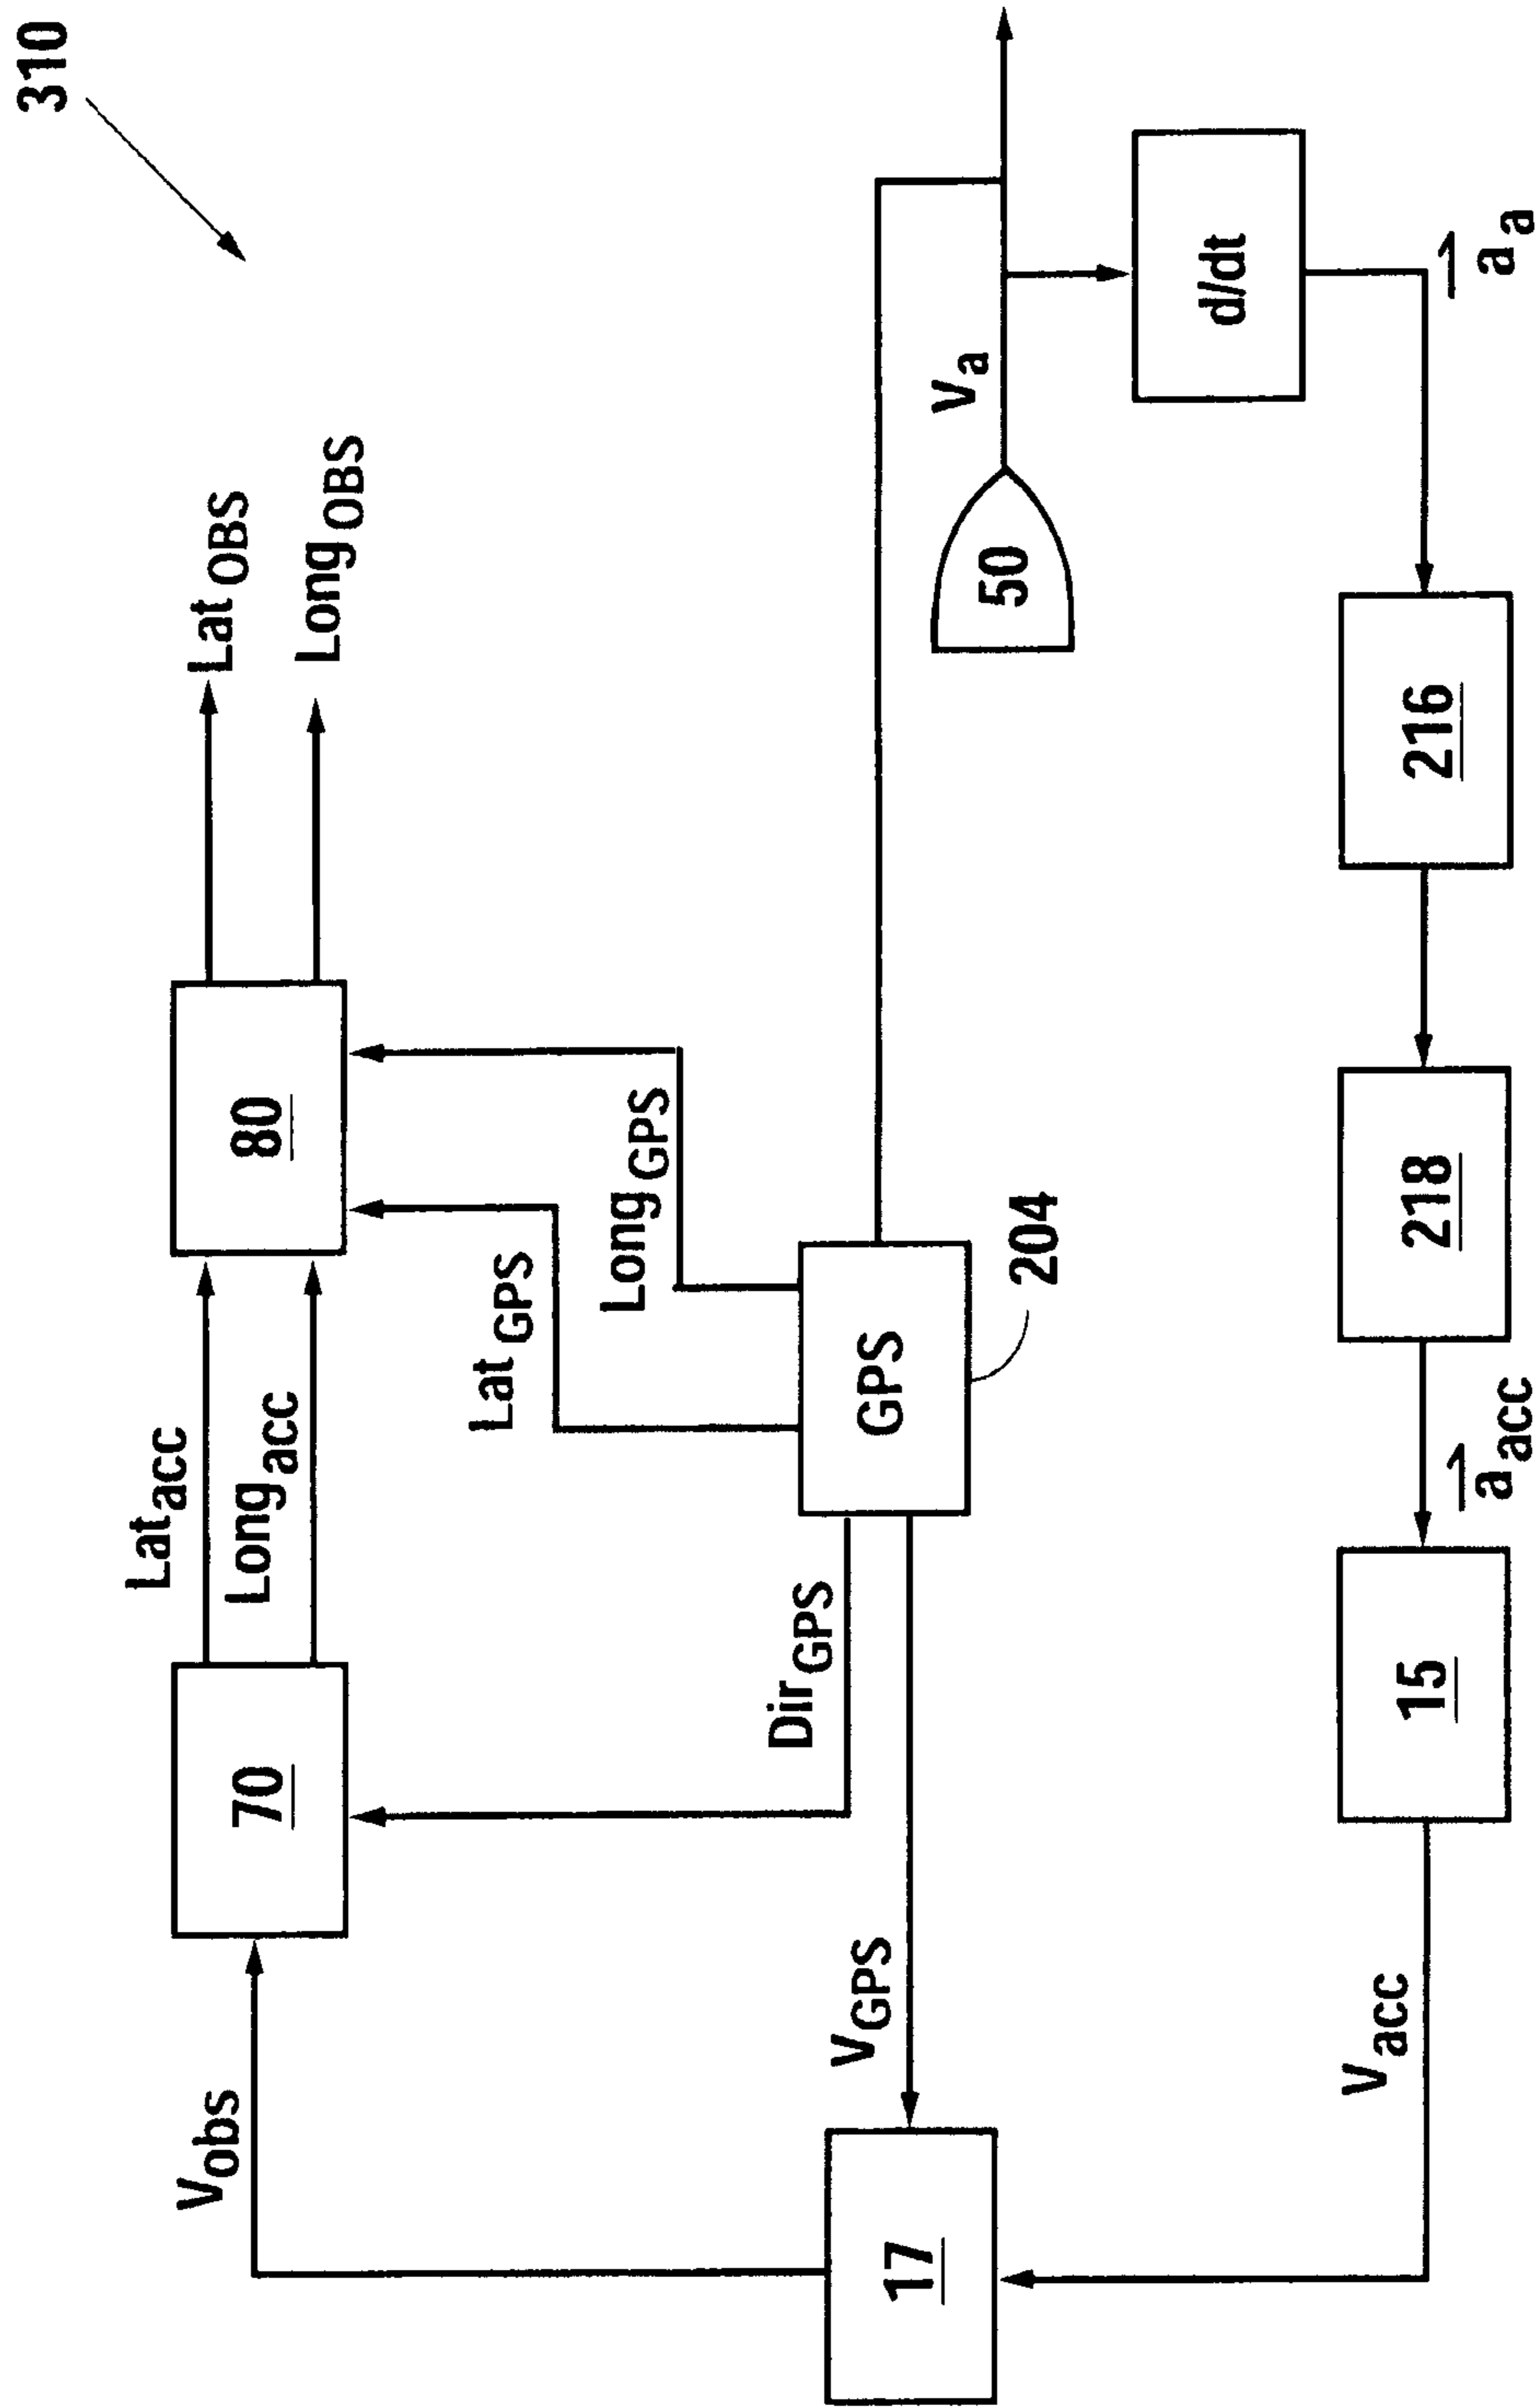 310
Lat OBS
Long OBS
80
Lat acc
Long acc
70
V obs
Lat GPS
Long GPS
GPS
204
Dir GPS
V GPS
17
50
V a
d/dt
a a
216
218
a acc
15
V acc